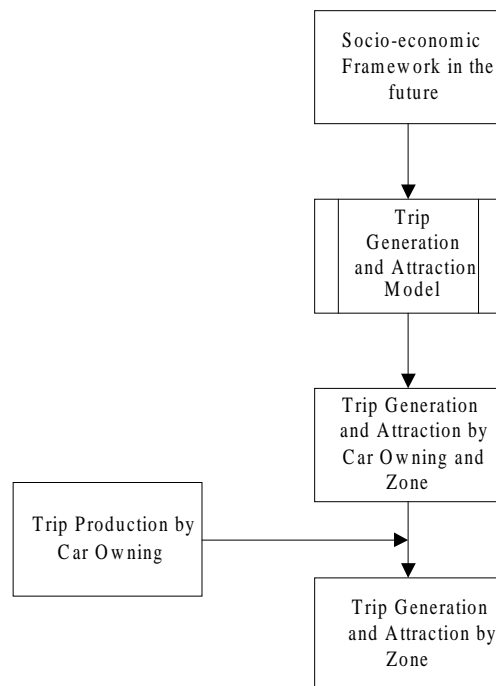 Socio-economic
Framework in the
future
Trip
Generation
and Attraction
Model
Trip Generation
and Attraction by
Car Owning and
Zone
Trip Production by
Car Owning
Trip Generation
and Attraction by
Zone